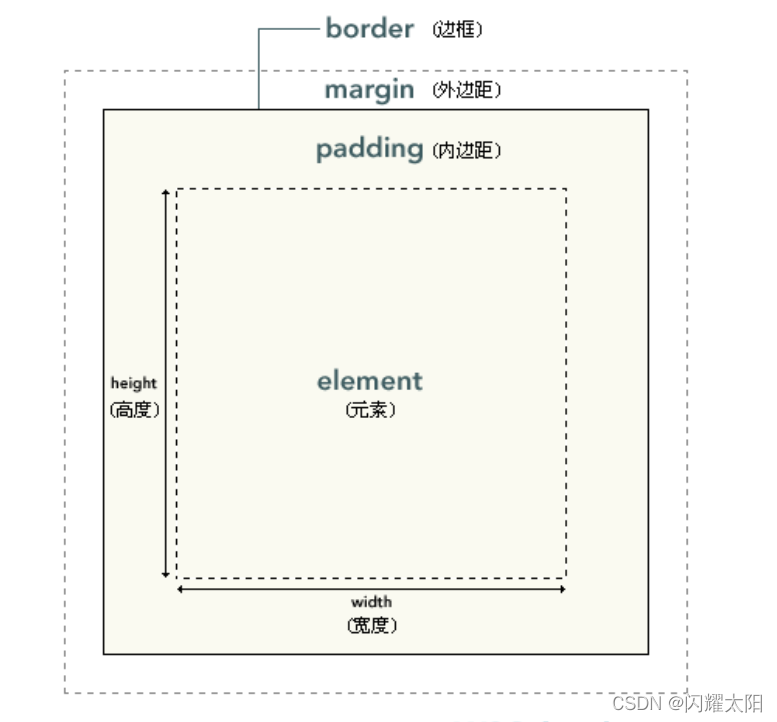 border (边框)
margin (外边距)
padding (内边距)
height
(高度)
element
(元素)
width
(宽度)
CSDN @闪耀太阳